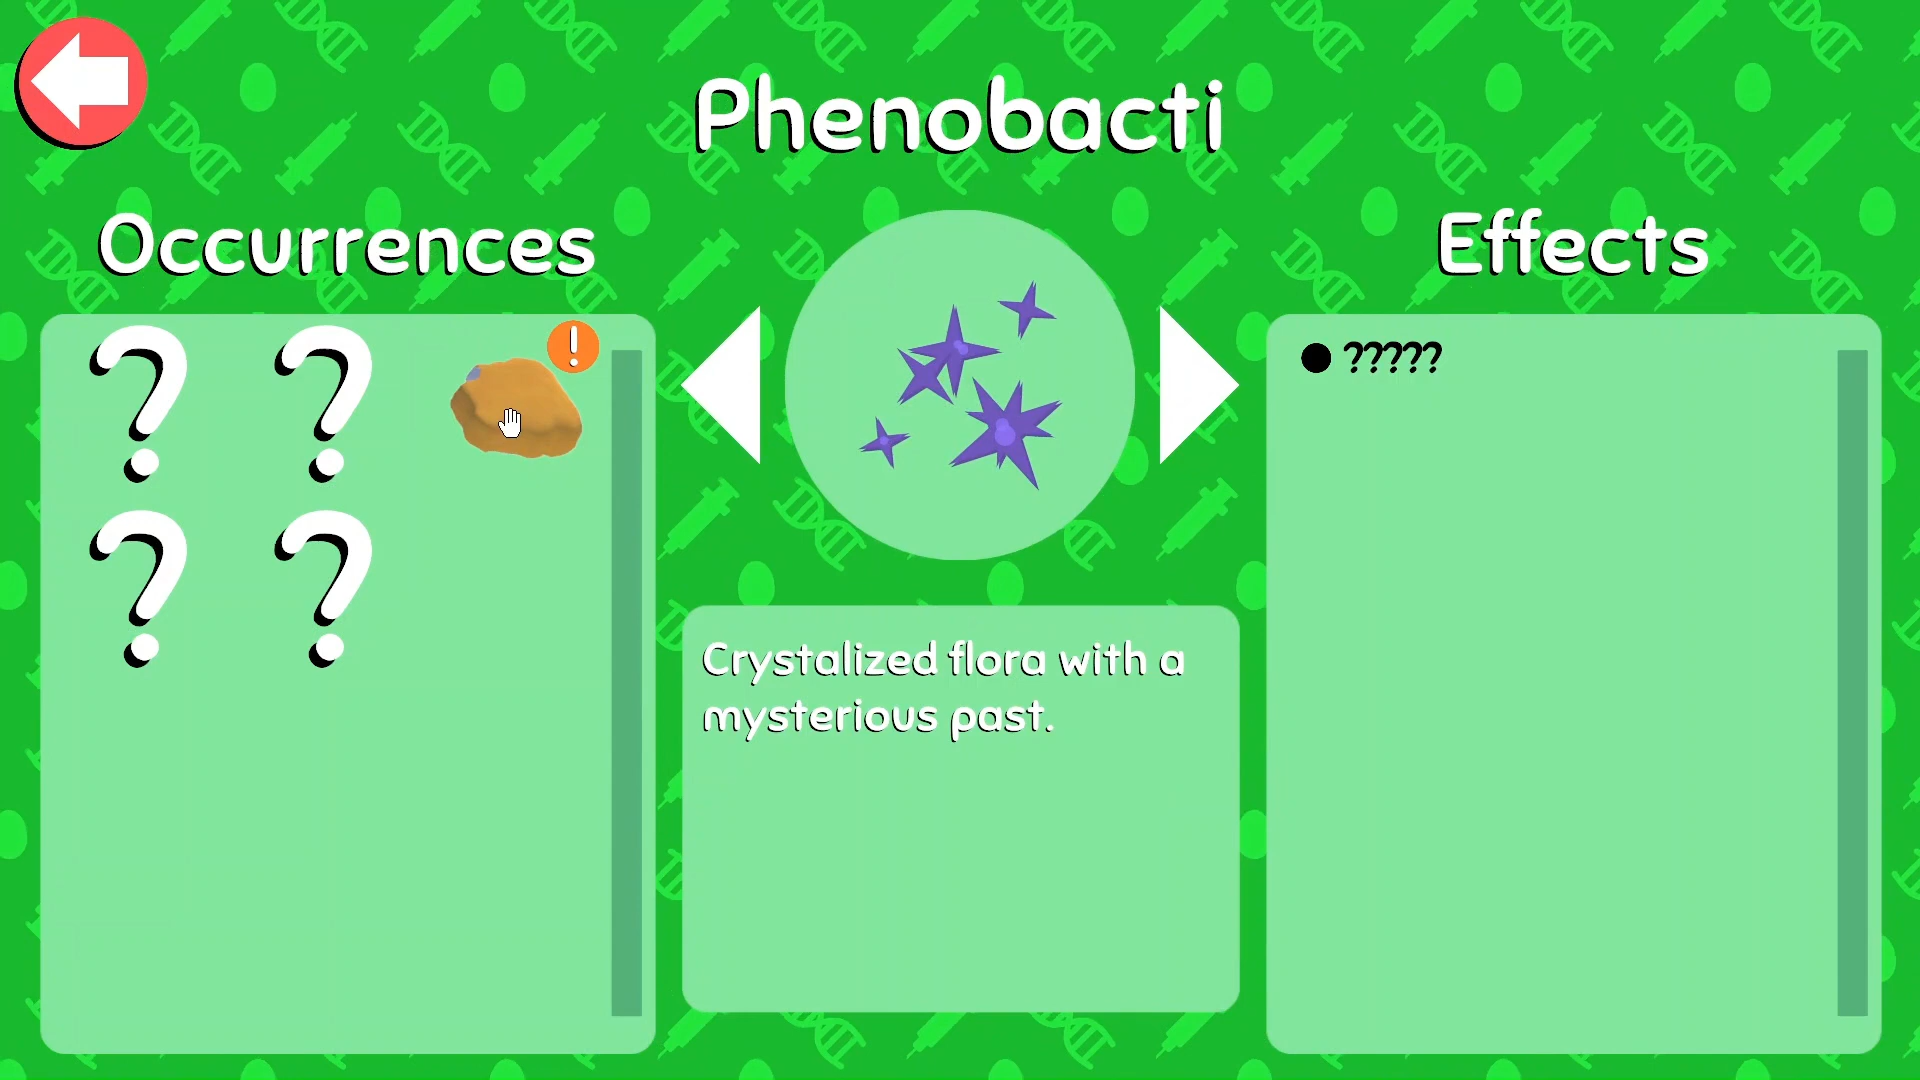 Phenobacti
Occurrences
Effects
? ?
!
? ?
?????
Crystalized flora with a
mysterious past.